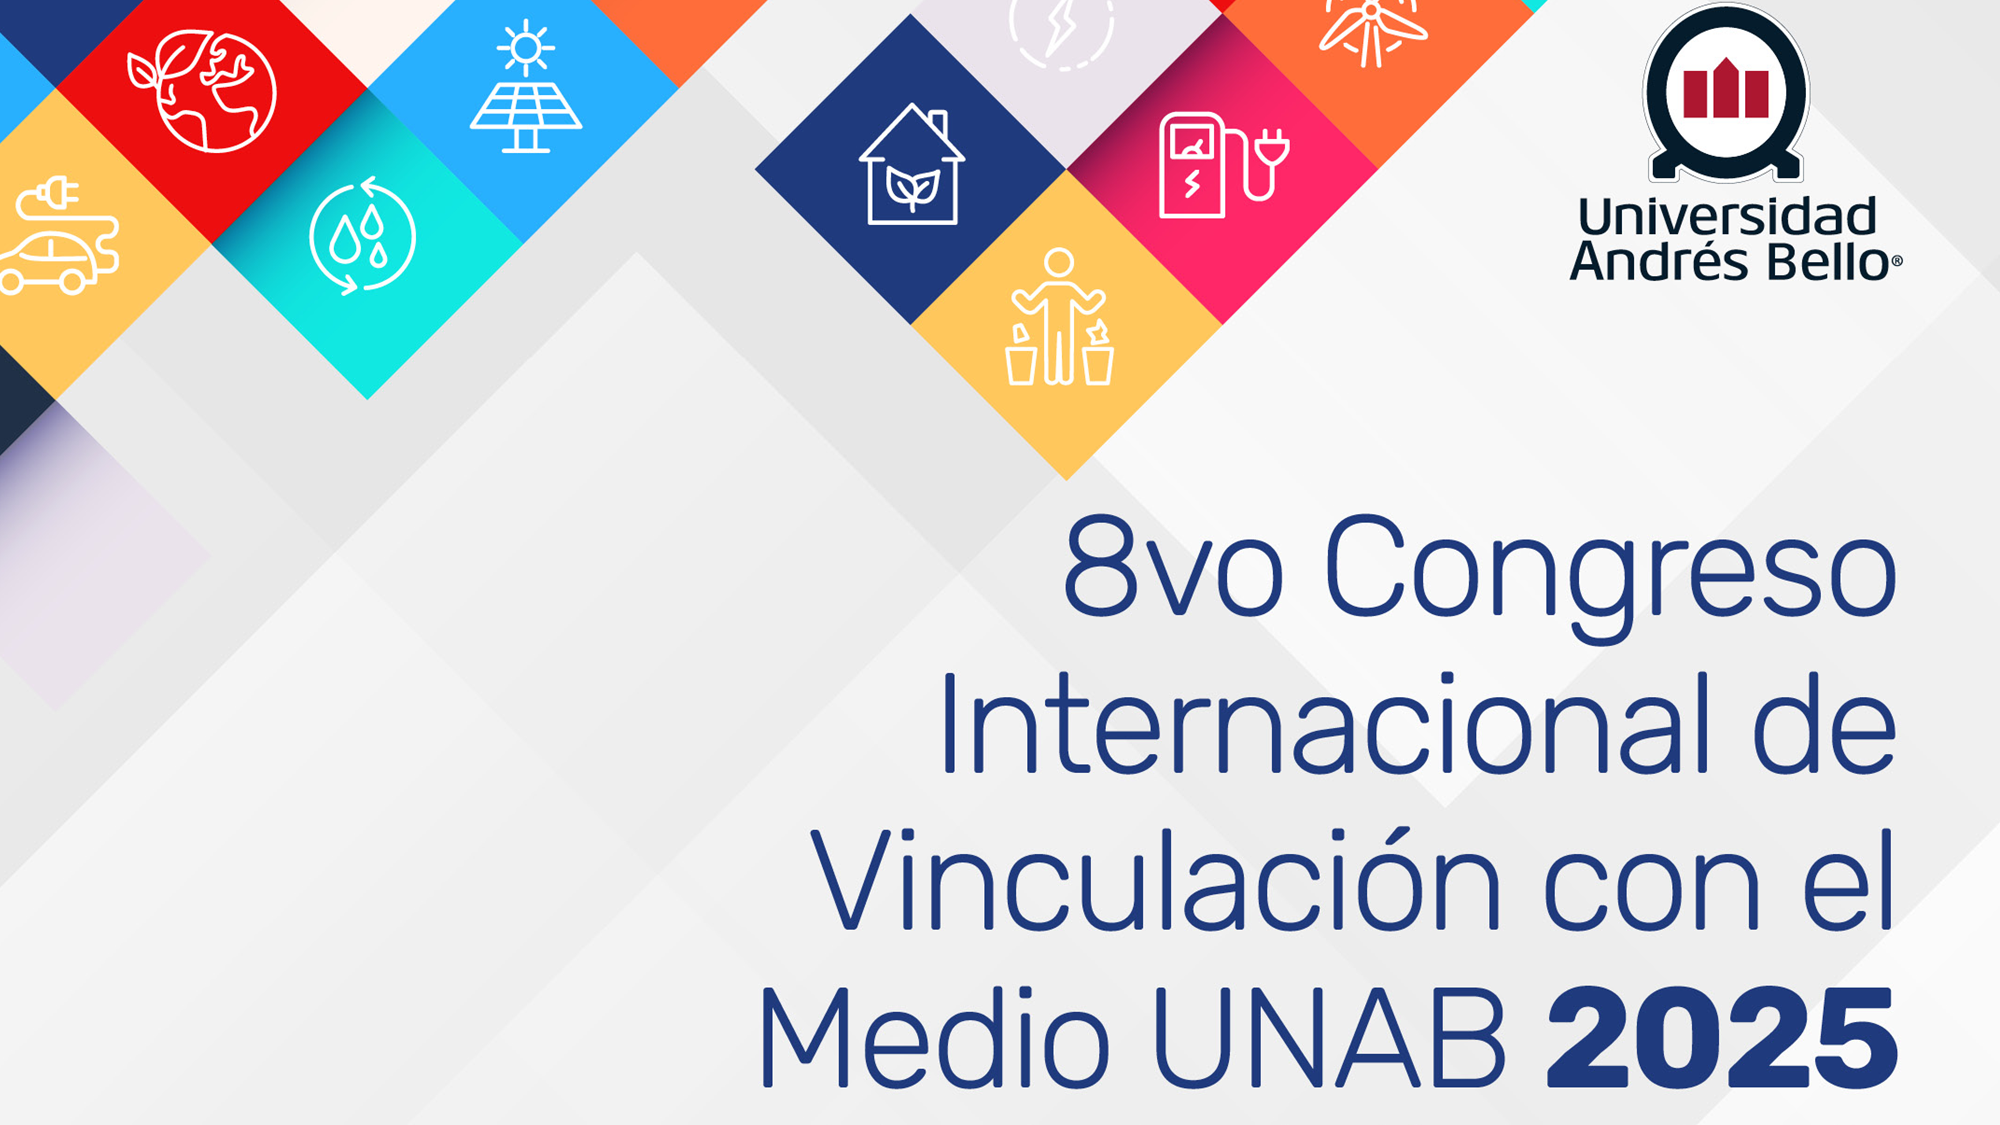 Universidad
Andrés Bello®
8vo Congreso
Internacional de
Vinculación con el
Medio UNAB 2025